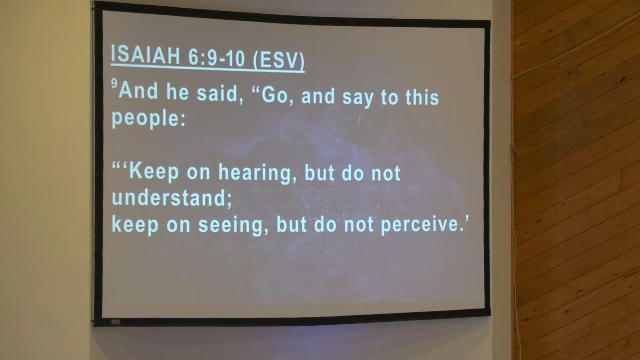 ISAIAH 6:9-10 (ESV)
⁹And he said, “Go, and say to this
people:
“‘Keep on hearing, but do not
understand;
keep on seeing, but do not perceive.’